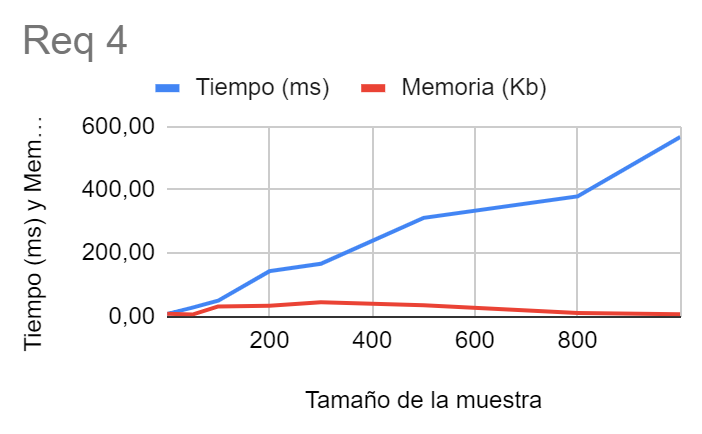 Req 4
Tiempo (ms)
Memoria (Kb)
Tiempo (ms) y Mem…
600,00
400,00
200,00
0,00
200
400
600
800
Tamaño de la muestra